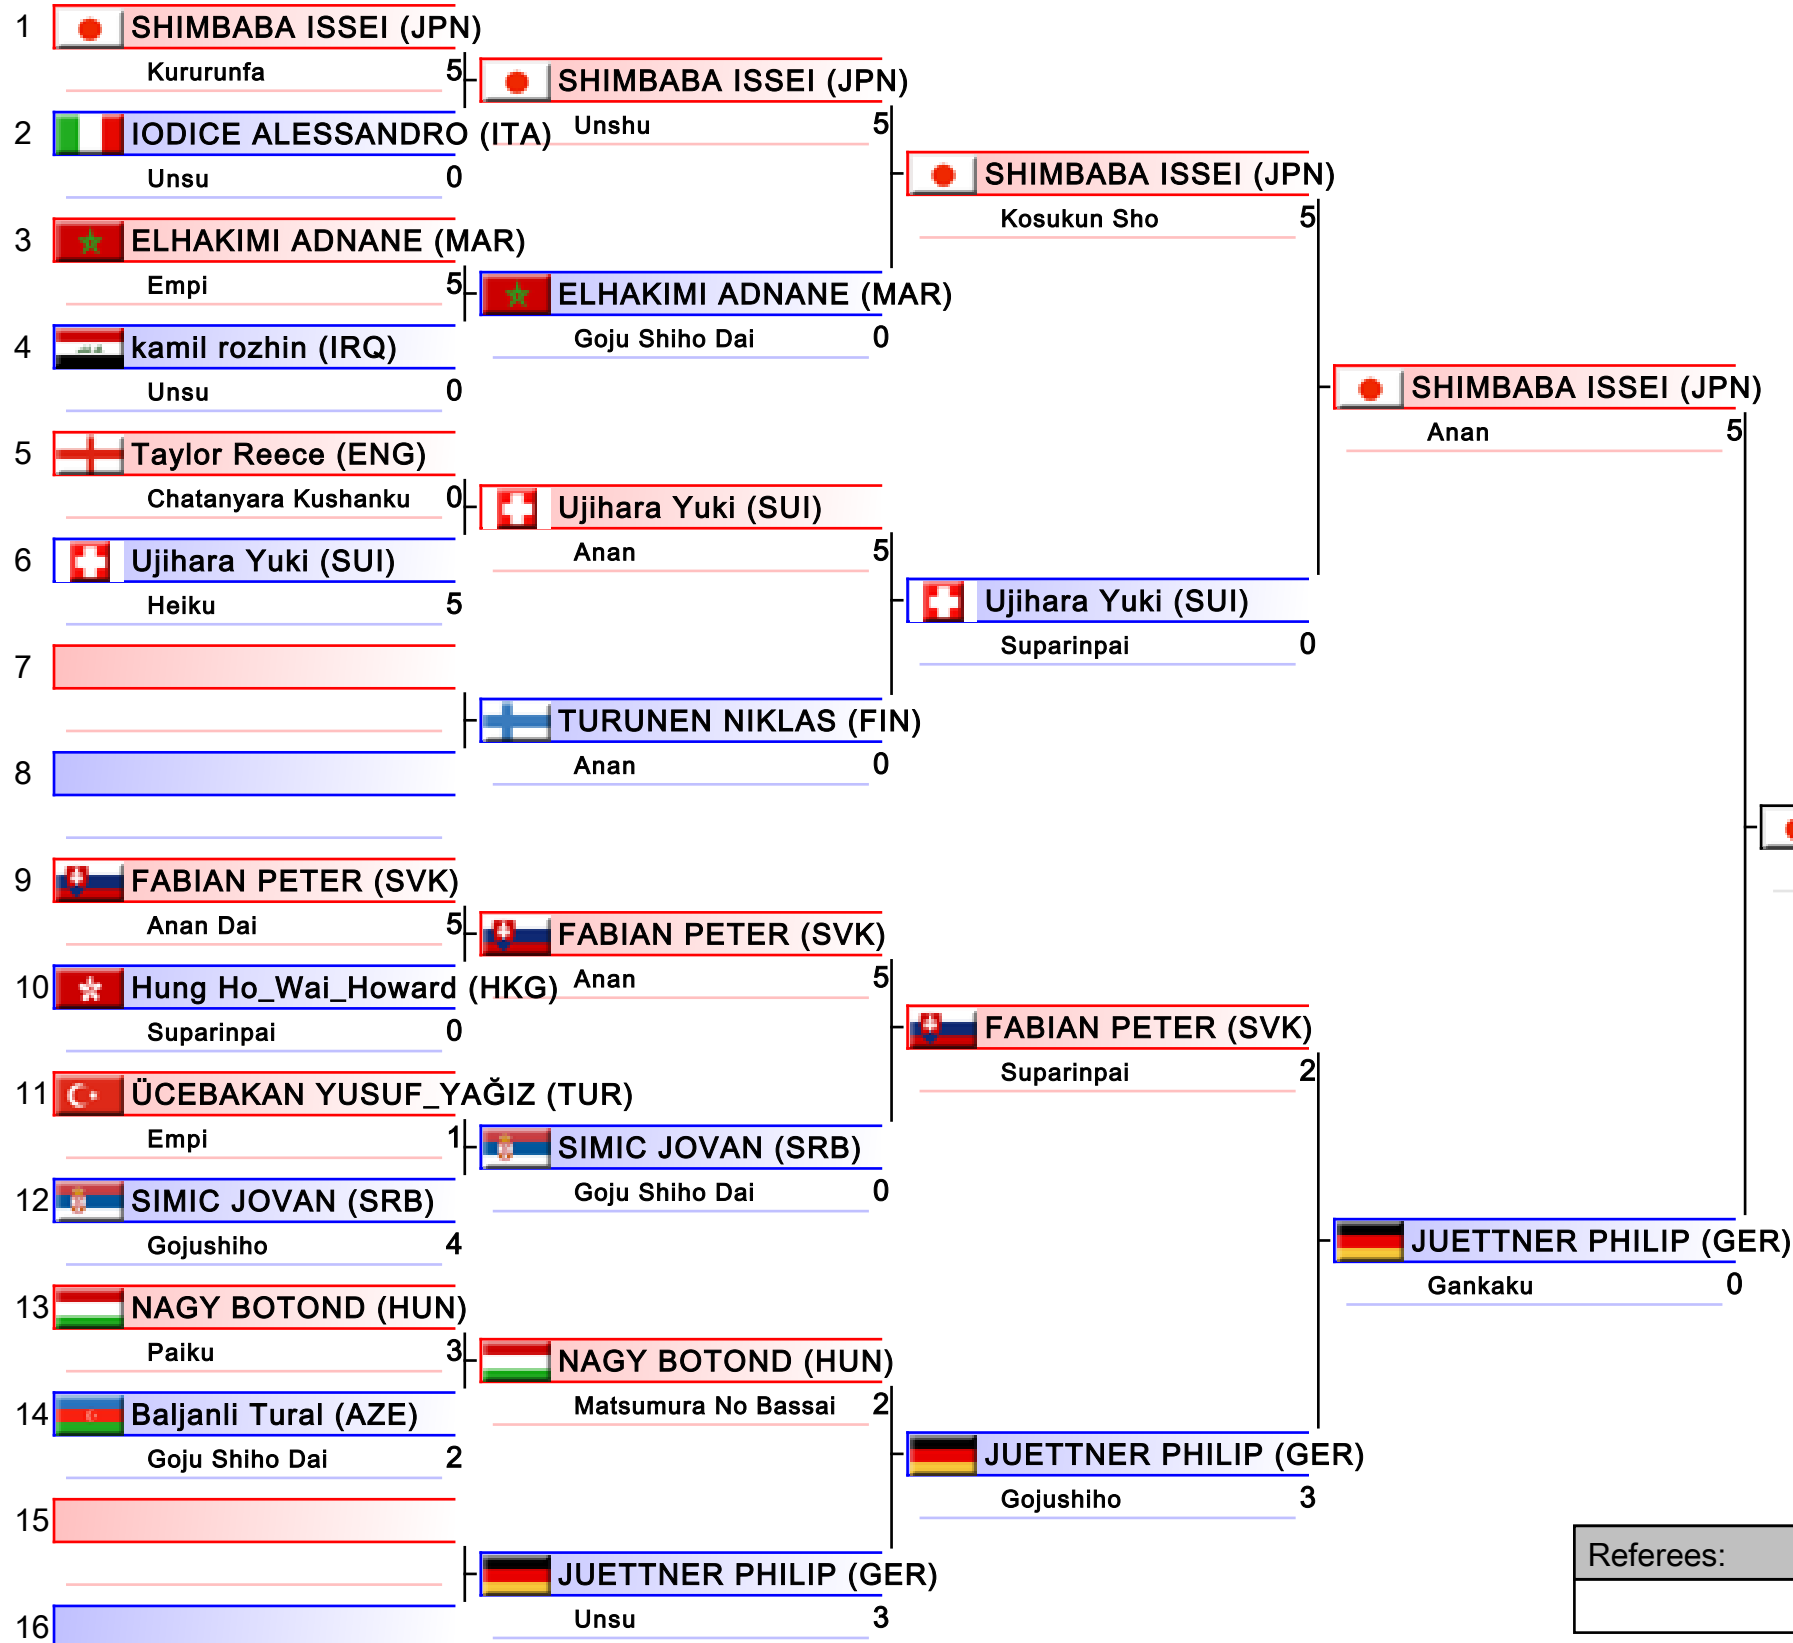 1 SHIMBABA ISSEI (JPN)
Kururunfa 5
2 IODICE ALESSANDRO (ITA)
Unsu 0
3 ELHAKIMI ADNANE (MAR)
Empi 5
4 kamil rozhin (IRQ)
Unsu 0
5 Taylor Reece (ENG)
Chatanyara Kushanku 0
6 Ujihara Yuki (SUI)
Heiku 5
7
8
9 FABIAN PETER (SVK)
Anan Dai 5
10 Hung Ho_Wai_Howard (HKG)
Suparinpai 0
11 ÜCEBAKAN YUSUF_YAĞIZ (TUR)
Empi 1
12 SIMIC JOVAN (SRB)
Gojushiho 4
13 NAGY BOTOND (HUN)
Paiku 3
14 Baljanli Tural (AZE)
Goju Shiho Dai 2
15
16
SHIMBABA ISSEI (JPN)
Unshu 5
ELHAKIMI ADNANE (MAR)
Goju Shiho Dai 0
Ujihara Yuki (SUI)
Anan 5
TURUNEN NIKLAS (FIN)
Anan 0
FABIAN PETER (SVK)
Anan 5
SIMIC JOVAN (SRB)
Goju Shiho Dai 0
NAGY BOTOND (HUN)
Matsumura No Bassai 2
JUETTNER PHILIP (GER)
Unsu 3
SHIMBABA ISSEI (JPN)
Kosukun Sho 5
Ujihara Yuki (SUI)
Suparinpai 0
FABIAN PETER (SVK)
Suparinpai 2
JUETTNER PHILIP (GER)
Gojushiho 3
SHIMBABA ISSEI (JPN)
Anan 5
JUETTNER PHILIP (GER)
Gankaku 0
Referees: